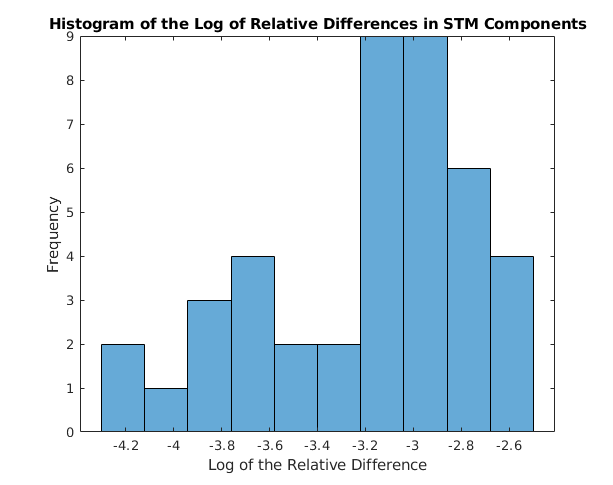 Histogram of the Log of Relative Differences in STM Components
9
8
7
6
5
4
3
2
1
0
Frequency
-4.2 -4 -3.8 -3.6 -3.4 -3.2 -3 -2.8 -2.6
Log of the Relative Difference